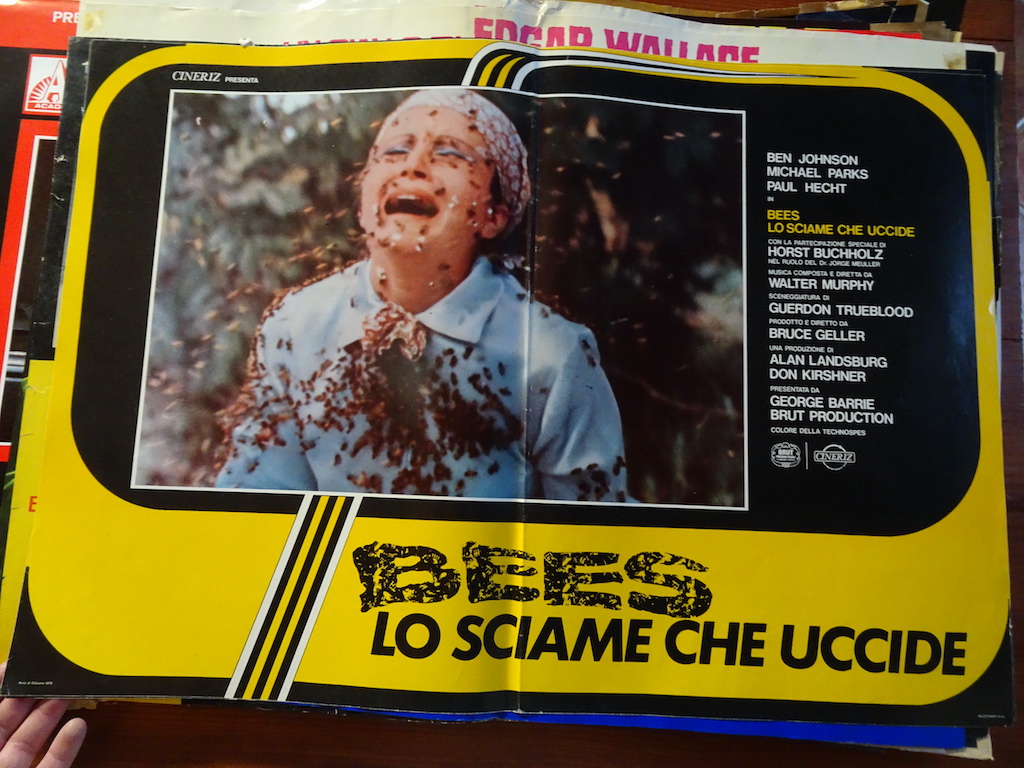 PRE
EDGAR WALLACE
CINERIZ PRESENTA
BEN JOHNSON
MICHAEL PARKS
PAUL HECHT
IN
BEES
LO SCIAME CHE UCCIDE
CON LA PARTECIPAZIONE SPECIALE DI
HORST BUCHHOLZ
NEL RUOLO DEL Dr. JORGE MEULLER
MUSICA COMPOSTA E DIRETTA DA
WALTER MURPHY
SCENEGGIATURA DI
GUERDON TRUEBLOOD
PRODOTTO E DIRETTO DA
BRUCE GELLER
UNA PRODUZIONE DI
ALAN LANDSBURG
DON KIRSHNER
PRESENTATA DA
GEORGE BARRIE
BRUT PRODUCTION
COLORE DELLA TECHNOSPES
BRUT
CINERIZ
BEES
LO SCIAME CHE UCCIDE